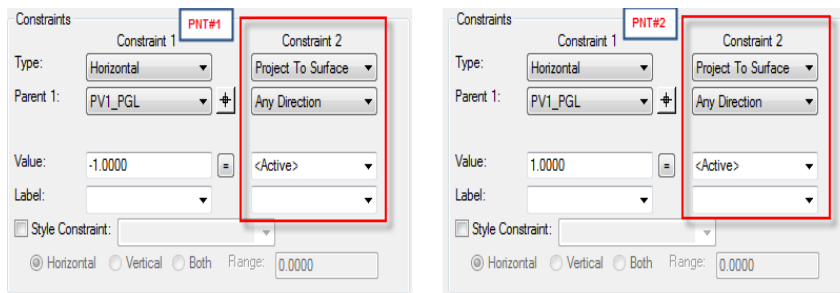 Constraints
PNT#1
Constraint 1 Constraint 2
Type: Horizontal Project To Surface
Parent 1: PV1_PGL Any Direction
Value: -1.0000 = <Active>
Label:
Style Constraint:
Horizontal Vertical Both Range: 0.0000
Constraints
PNT#2
Constraint 1 Constraint 2
Type: Horizontal Project To Surface
Parent 1: PV1_PGL Any Direction
Value: 1.0000 = <Active>
Label:
Style Constraint:
Horizontal Vertical Both Range: 0.0000